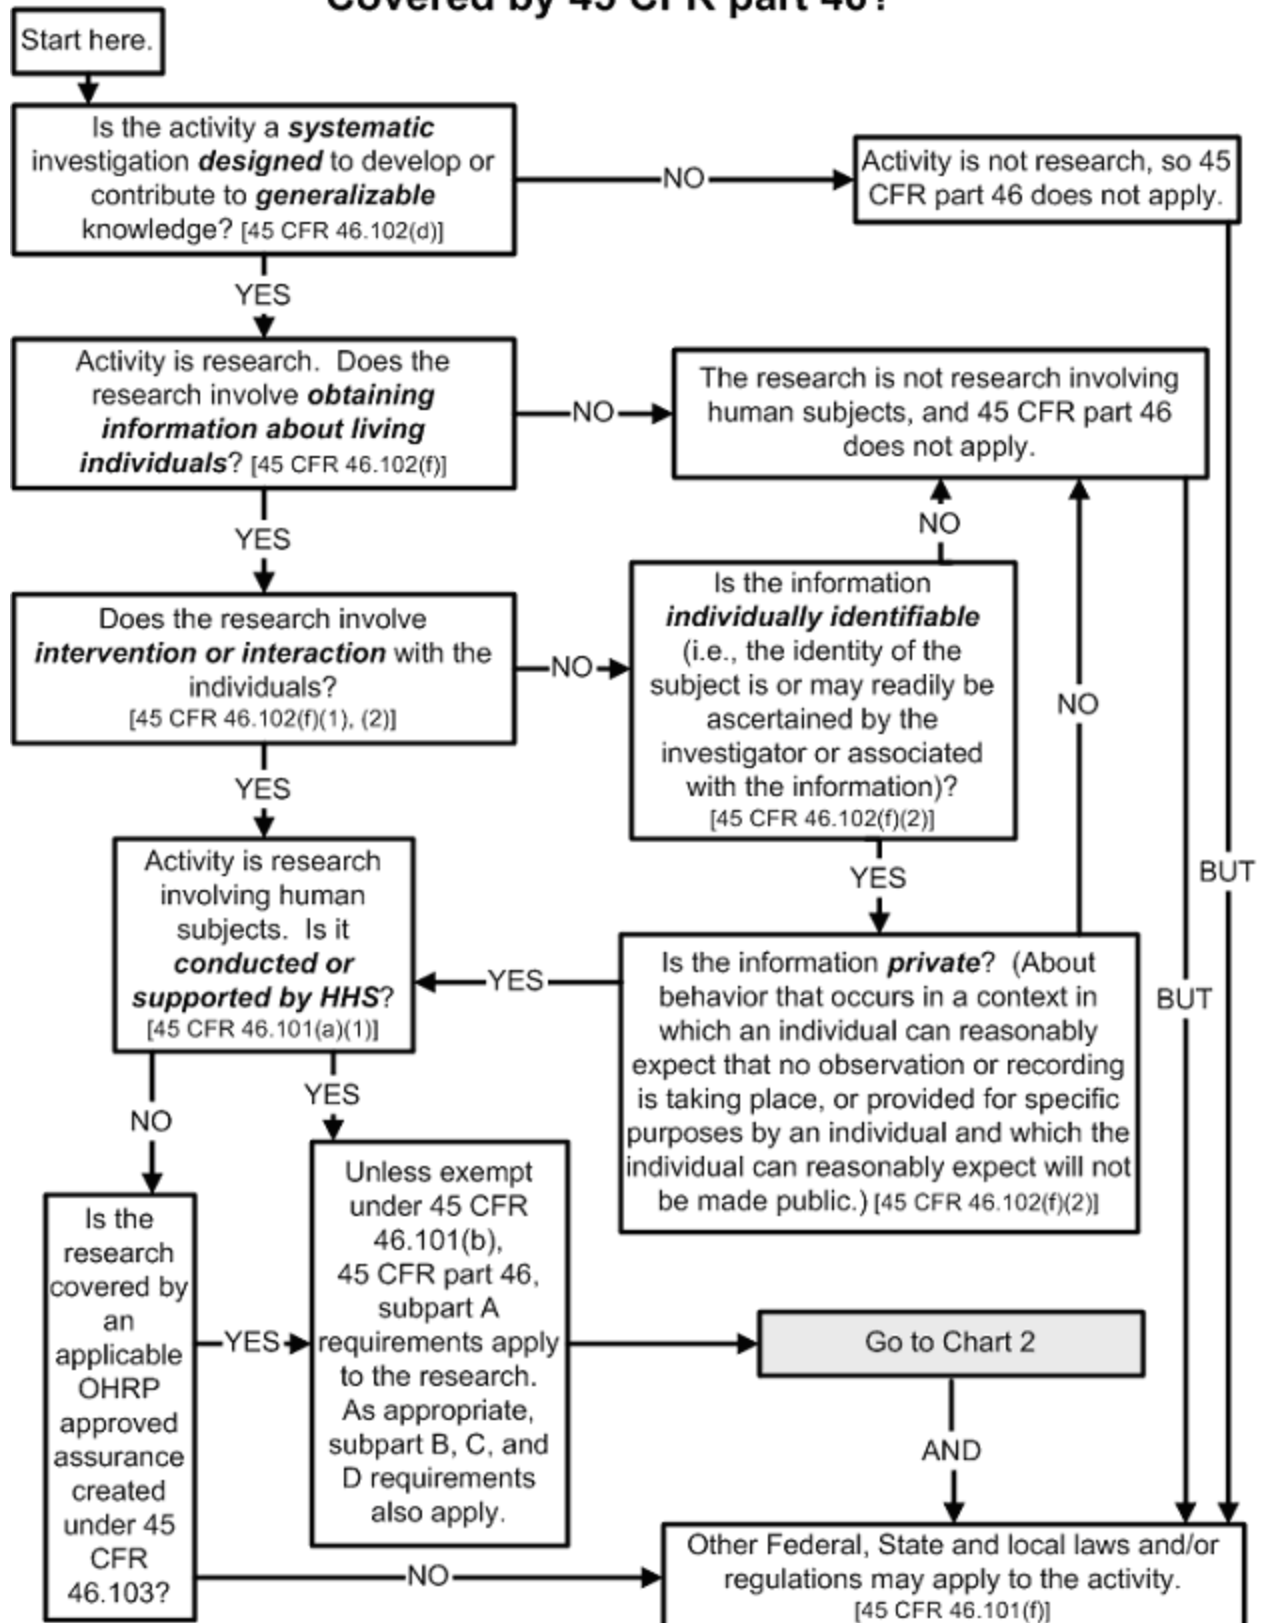 Covered by 45 CFR part 46?
Start here.
Is the activity a systematic
investigation designed to develop or
contribute to generalizable
knowledge? [45 CFR 46.102(d)]
NO
Activity is not research, so 45
CFR part 46 does not apply.
YES
Activity is research. Does the
research involve obtaining
information about living
individuals? [45 CFR 46.102(f)]
NO
The research is not research involving
human subjects, and 45 CFR part 46
does not apply.
YES
NO
Does the research involve
intervention or interaction with the
individuals?
[45 CFR 46.102(f)(1), (2)]
NO
Is the information
individually identifiable
(i.e., the identity of the
subject is or may readily be
ascertained by the
investigator or associated
with the information)?
[45 CFR 46.102(f)(2)]
NO
YES
YES
BUT
Activity is research
involving human
subjects. Is it
conducted or
supported by HHS?
[45 CFR 46.101(a)(1)]
YES
Is the information private? (About
behavior that occurs in a context in
which an individual can reasonably
expect that no observation or recording
is taking place, or provided for specific
purposes by an individual and which the
individual can reasonably expect will not
be made public.) [45 CFR 46.102(f)(2)]
BUT
NO
YES
Is the
research
covered by
an
applicable
OHRP
approved
assurance
created
under 45
CFR
46.103?
YES
Unless exempt
under 45 CFR
46.101(b),
45 CFR part 46,
subpart A
requirements apply
to the research.
As appropriate,
subpart B, C, and
D requirements
also apply.
Go to Chart 2
AND
NO
Other Federal, State and local laws and/or
regulations may apply to the activity.
[45 CFR 46.101(f)]